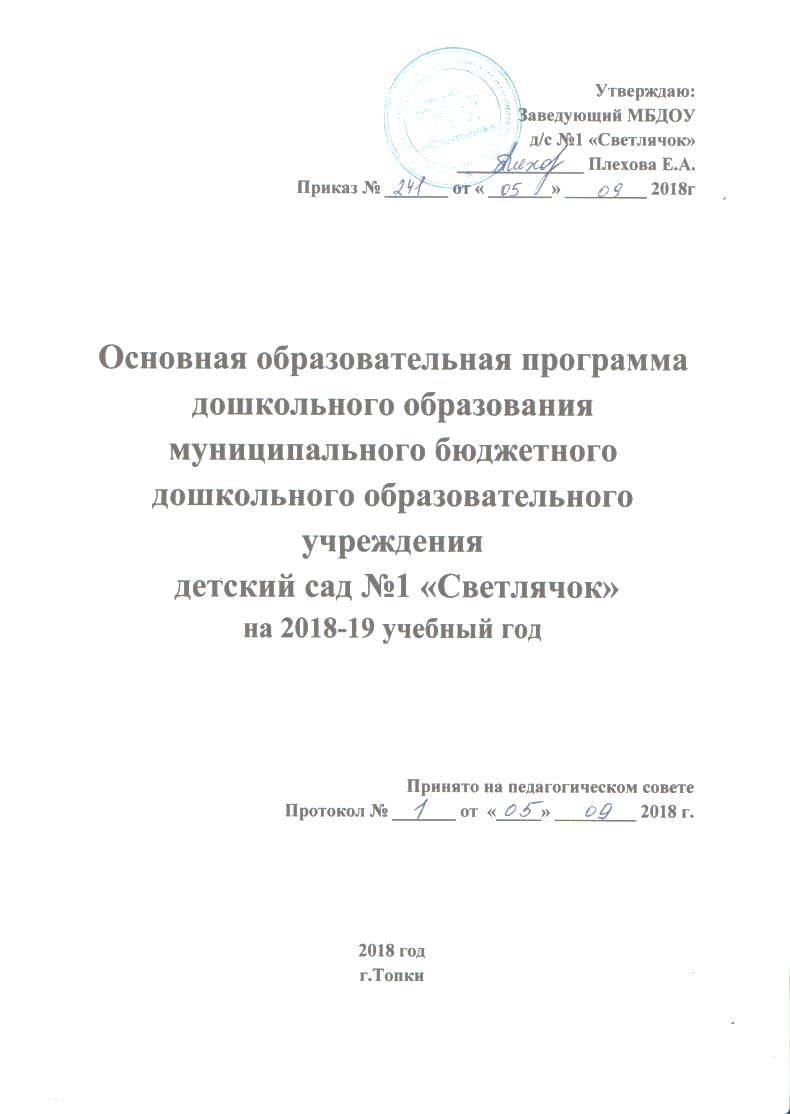 Утверждаю:
Заведующий МБДОУ
д/с №1 «Светлячок»
Плехова Е.А.
Приказ № 241 от « 05 » 09 2018г
Основная образовательная программа
дошкольного образования
муниципального бюджетного
дошкольного образовательного
учреждения
детский сад №1 «Светлячок»
на 2018-19 учебный год
Принято на педагогическом совете
Протокол № 1 от «05» 09 2018 г.
2018 год
г.Топки